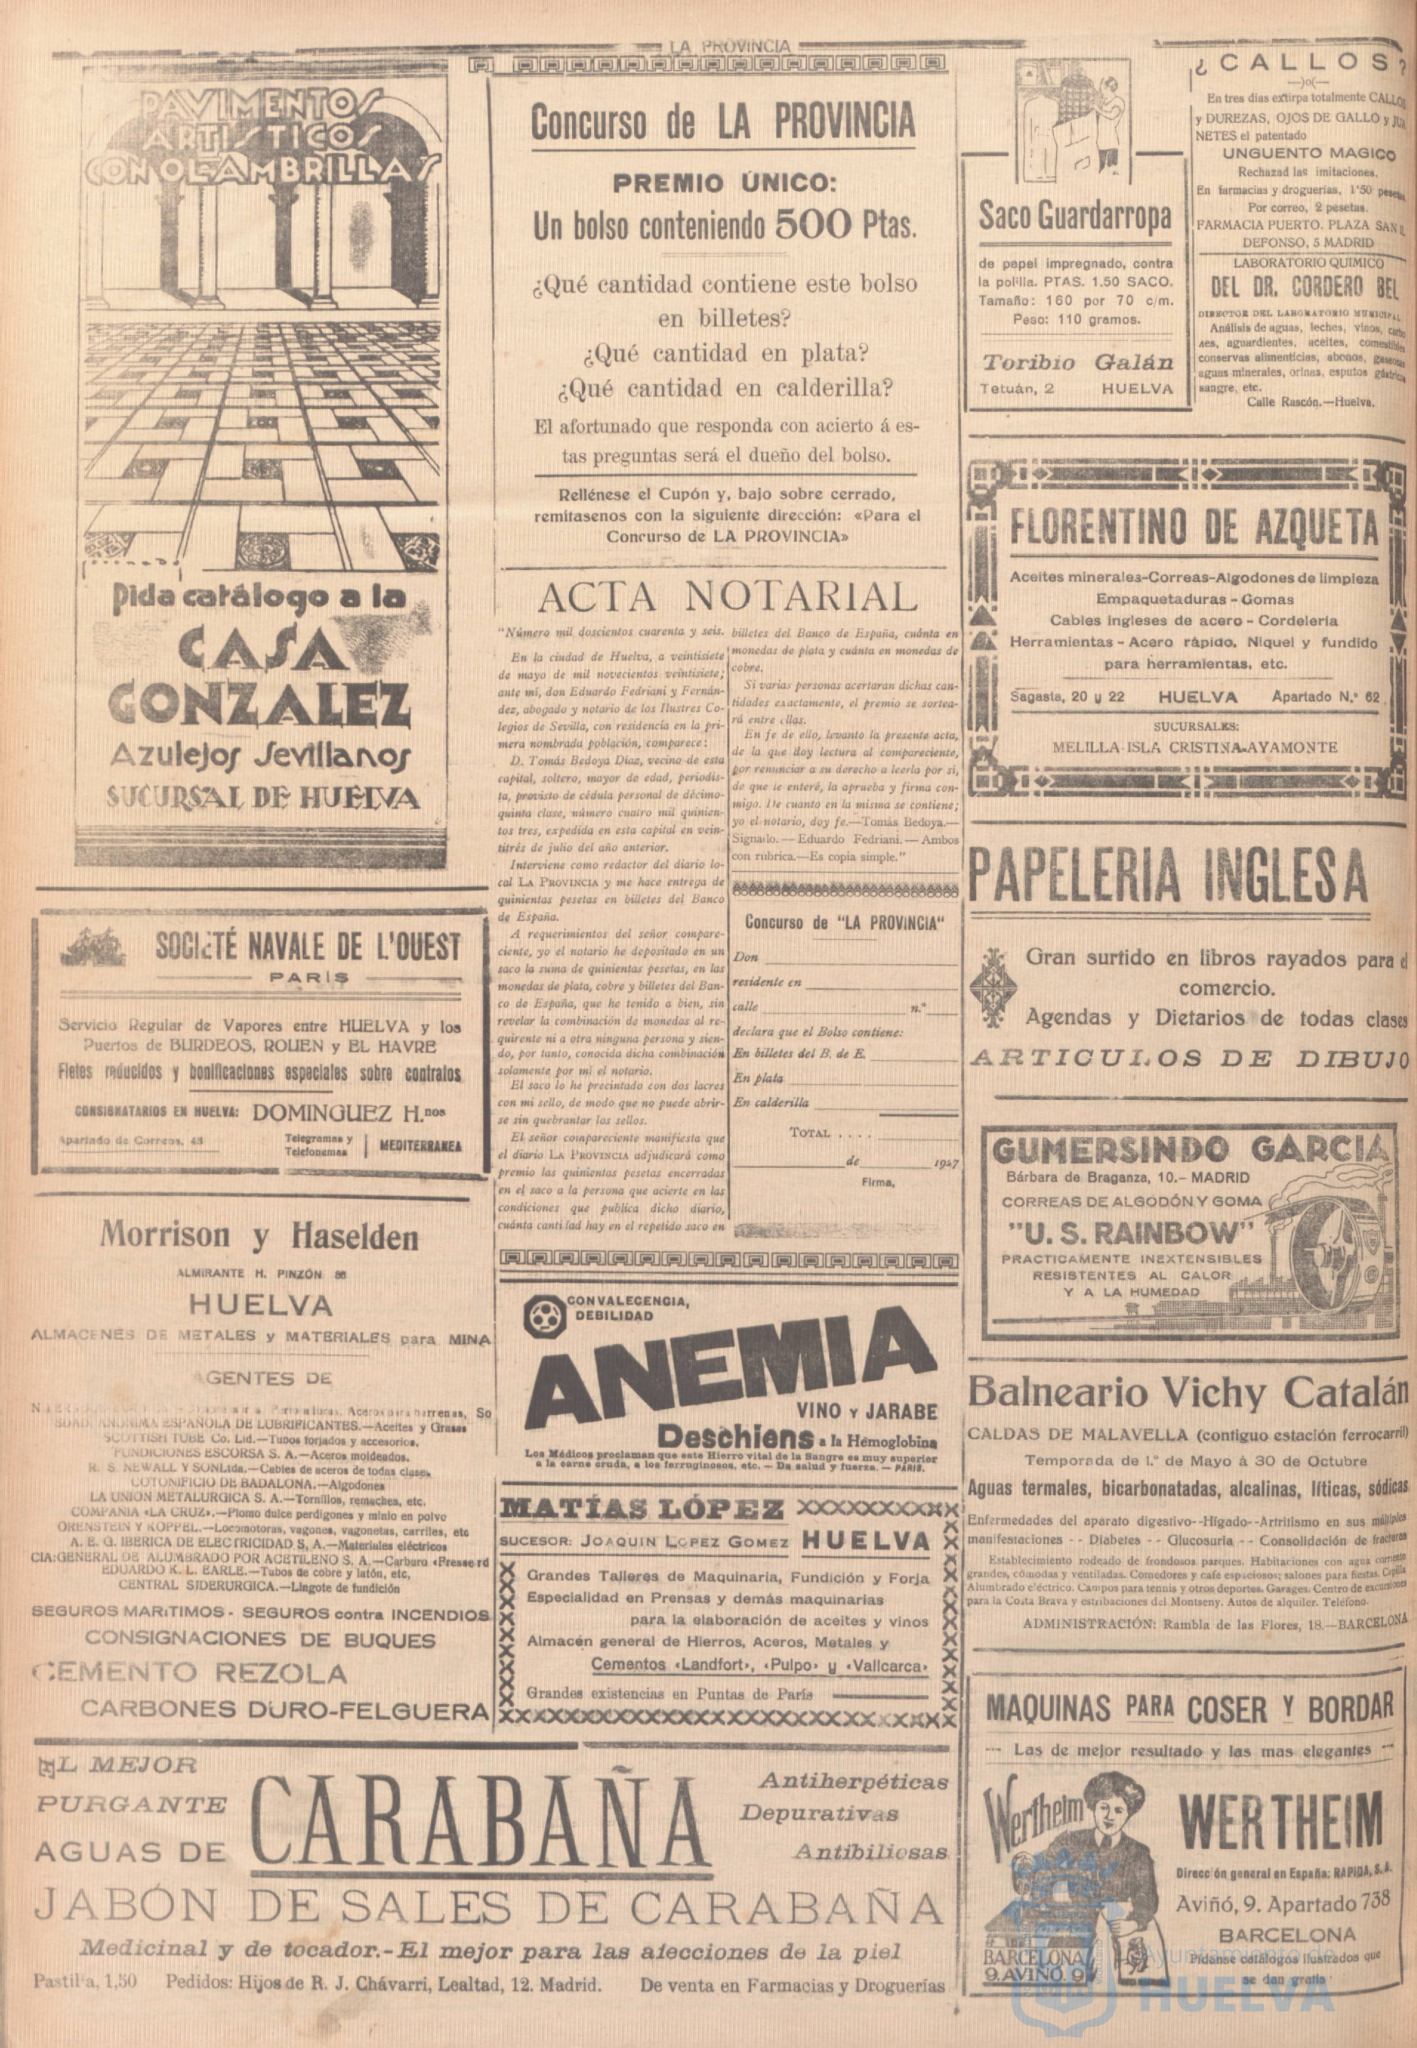 LA PROVINCIA
PAVIMENTOS
ARTISTICOS
CON OLAMBRILLAS
Pida catálogo a la
CASA
GONZALEZ
Azulejos Sevillanos
SUCURSAL DE HUELVA
SOCIETÉ NAVALE DE L'OUEST
PARÍS
Servicio Regular de Vapores entre HUELVA y los
Puertos de BURDEOS, ROUEN y EL HAVRE
Fletes reducidos y bonificaciones especiales sobre contratos
CONSIGNATARIOS EN HUELVA: DOMINGUEZ H.nos
Apartado de Correos, 48
Telegramas y
Telefonemas
MEDITERRANEA
Morrison y Haselden
ALMIRANTE H. PINZÓN 86
HUELVA
ALMACENES DE METALES y MATERIALES para MINA
AGENTES DE
Aceros para barrenas, So
SDAD. ANONIMA ESPAÑOLA DE LUBRIFICANTES.—Aceites y Grasas
SCOTTISH TUBE Co. Ltd.—Tubos forjados y accesorios.
FUNDICIONES ESCORSA S. A.—Aceros moldeados.
R. S. NEWALL Y SON Ltda.—Cables de aceros de todas clases
COTONIFICIO DE BADALONA.—Algodones
LA UNION METALURGICA S. A.—Tornillos, remaches, etc.
COMPAÑIA «LA CRUZ».—Plomo dulce perdigones y minio en polvo
ORENSTEIN Y KOPPEL.—Locomotoras, vagones, vagonetas, carriles, etc
A. E. G. IBERICA DE ELECTRICIDAD S, A.—Materiales eléctricos
CIA: GENERAL DE ALUMBRADO POR ACETILENO S. A.—Carburo
EDUARDO K. L. EARLE.—Tubos de cobre y latón, etc,
CENTRAL SIDERURGICA.—Lingote de fundición
SEGUROS MARITIMOS - SEGUROS contra INCENDIOS
CONSIGNACIONES DE BUQUES
CEMENTO REZOLA
CARBONES DURO-FELGUERA
Concurso de LA PROVINCIA
PREMIO ÚNICO:
Un bolso conteniendo 500 Ptas.
¿Qué cantidad contiene este bolso
en billetes?
¿Qué cantidad en plata?
¿Qué cantidad en calderilla?
El afortunado que responda con acierto á es-
tas preguntas será el dueño del bolso.
Rellénese el Cupón y, bajo sobre cerrado,
remitasenos con la siguiente dirección: «Para el
Concurso de LA PROVINCIA»
ACTA NOTARIAL
"Número mil doscientos cuarenta y seis.
En la ciudad de Huelva, a veintisiete
de mayo de mil novecientos veintisiete;
ante mí, don Eduardo Fedriani y Fernán-
dez, abogado y notario de los Ilustres Co-
legios de Sevilla, con residencia en la pri-
mera nombrada población, comparece:
D. Tomás Bedoya Díaz, vecino de esta
capital, soltero, mayor de edad, periodis-
ta, provisto de cédula personal de décimo-
quinta clase, número cuatro mil quinien-
tos tres, expedida en esta capital en vein-
titrés de julio del año anterior.
Interviene como redactor del diario lo-
cal LA PROVINCIA y me hace entrega de
quinientas pesetas en billetes del Banco
de España.
A requerimientos del señor compare-
ciente, yo el notario he depositado en un
saco la suma de quinientas pesetas, en las
monedas de plata, cobre y billetes del Ban-
co de España, que he tenido a bien, sin
revelar la combinación de monedas al re-
quirente ni a otra ninguna persona y sien-
do, por tanto, conocida dicha combinación
solamente por mí el notario.
El saco lo he precintado con dos lacres
con mi sello, de modo que no puede abrir-
se sin quebrantar los sellos.
El señor compareciente manifiesta que
el diario LA PROVINCIA adjudicará como
premio las quinientas pesetas encerradas
en el saco a la persona que acierte en las
condiciones que publica dicho diario,
cuánta cantidad hay en el repetido saco en
billetes del Banco de España, cuánta en
monedas de plata y cuánta en monedas de
cobre.
Si varias personas acertaran dichas can-
tidades exactamente, el premio se sortea-
rá entre ellas.
En fe de ello, levanto la presente acta,
de la que doy lectura al compareciente,
por renunciar a su derecho a leerla por sí,
de que le enteré, la aprueba y firma con-
migo. De cuanto en la misma se contiene;
yo el notario, doy fe.—Tomás Bedoya.—
Signado.—Eduardo Fedriani.—Ambos
con rubrica.—Es copia simple."
Concurso de "LA PROVINCIA"
Don
residente en
calle n.º
declara que el Bolso contiene:
En billetes del B. de E.
En plata
En calderilla
TOTAL . . . .
de 1927
Firma,
CONVALECENCIA,
DEBILIDAD
ANEMIA
VINO Y JARABE
Deschiens a la Hemoglobina
Los Médicos proclaman que este Hierro vital de la Sangre es muy superior
a la carne cruda, a los ferruginosos, etc. — Da salud y fuerza. — PARIS.
MATÍAS LÓPEZ
SUCESOR: JOAQUIN LOPEZ GOMEZ HUELVA
Grandes Talleres de Maquinaria, Fundición y Forja
Especialidad en Prensas y demás maquinarias
para la elaboración de aceites y vinos
Almacén general de Hierros, Aceros, Metales y
Cementos «Landfort», «Pulpo» y «Vallcarca»
Grandes existencias en Puntas de París
Saco Guardarropa
de papel impregnado, contra
la polilla. PTAS. 1.50 SACO.
Tamaño: 160 por 70 c/m.
Peso: 110 gramos.
Toribio Galán
Tetuán, 2 HUELVA
¿CALLOS?
—)o(—
En tres dias extirpa totalmente CALLOS
y DUREZAS, OJOS DE GALLO y JUA
NETES el patentado
UNGUENTO MAGICO
Rechazad las imitaciones.
En farmacias y droguerías, 1'50 pesetas
Por correo, 2 pesetas.
FARMACIA PUERTO. PLAZA SAN IL
DEFONSO, 5 MADRID
LABORATORIO QUIMICO
DEL DR. CORDERO BEL
DIRECTOR DEL LABORATORIO MUNICIPAL
Análisis de aguas, leches, vinos, carbo
nes, aguardientes, aceites, comestibles
conservas alimenticias, abonos, gaseosas
aguas minerales, orinas, esputos gástricos
sangre, etc.
Calle Rascón.—Huelva.
FLORENTINO DE AZQUETA
Aceites minerales-Correas-Algodones de limpieza
Empaquetaduras - Gomas
Cables ingleses de acero - Cordelería
Herramientas - Acero rápido, Niquel y fundido
para herramientas, etc.
Sagasta, 20 y 22 HUELVA Apartado N.º 62
SUCURSALES:
MELILLA-ISLA CRISTINA-AYAMONTE
PAPELERIA INGLESA
Gran surtido en libros rayados para el
comercio.
Agendas y Dietarios de todas clases
ARTICULOS DE DIBUJO
GUMERSINDO GARCIA
Bárbara de Braganza, 10.- MADRID
CORREAS DE ALGODÓN Y GOMA
"U. S. RAINBOW"
PRACTICAMENTE INEXTENSIBLES
RESISTENTES AL CALOR
Y A LA HUMEDAD
Balneario Vichy Catalán
CALDAS DE MALAVELLA (contiguo estación ferrocarril)
Temporada de 1.º de Mayo á 30 de Octubre
Aguas termales, bicarbonatadas, alcalinas, líticas, sódicas
Enfermedades del aparato digestivo--Hígado--Artritismo en sus múltiples
manifestaciones - - Diabetes - - Glucosuria - - Consolidación de fracturas
Establecimiento rodeado de frondosos parques. Habitaciones con agua corriente
grandes, cómodas y ventiladas. Comedores y café espaciosos; salones para fiestas. Capilla
Alumbrado eléctrico. Campos para tennis y otros deportes. Garages. Centro de excursiones
para la Costa Brava y estribaciones del Montseny. Autos de alquiler. Teléfono.
ADMINISTRACIÓN: Rambla de las Flores, 18.—BARCELONA
MAQUINAS PARA COSER Y BORDAR
Las de mejor resultado y las mas elegantes
Wertheim
BARCELONA
9. AVIÑO. 9
WERTHEIM
Dirección general en España: RAPIDA, S. A.
Aviñó, 9. Apartado 738
BARCELONA
Pídanse catálogos ilustrados que
se dan gratis
EL MEJOR
PURGANTE
AGUAS DE
CARABAÑA
Antiherpéticas
Depurativas
Antibiliosas
JABÓN DE SALES DE CARABAÑA
Medicinal y de tocador.-El mejor para las afecciones de la piel
Pastilla, 1,50 Pedidos: Hijos de R. J. Chávarri, Lealtad, 12. Madrid. De venta en Farmacias y Droguerías
Ayuntamiento de
HUELVA